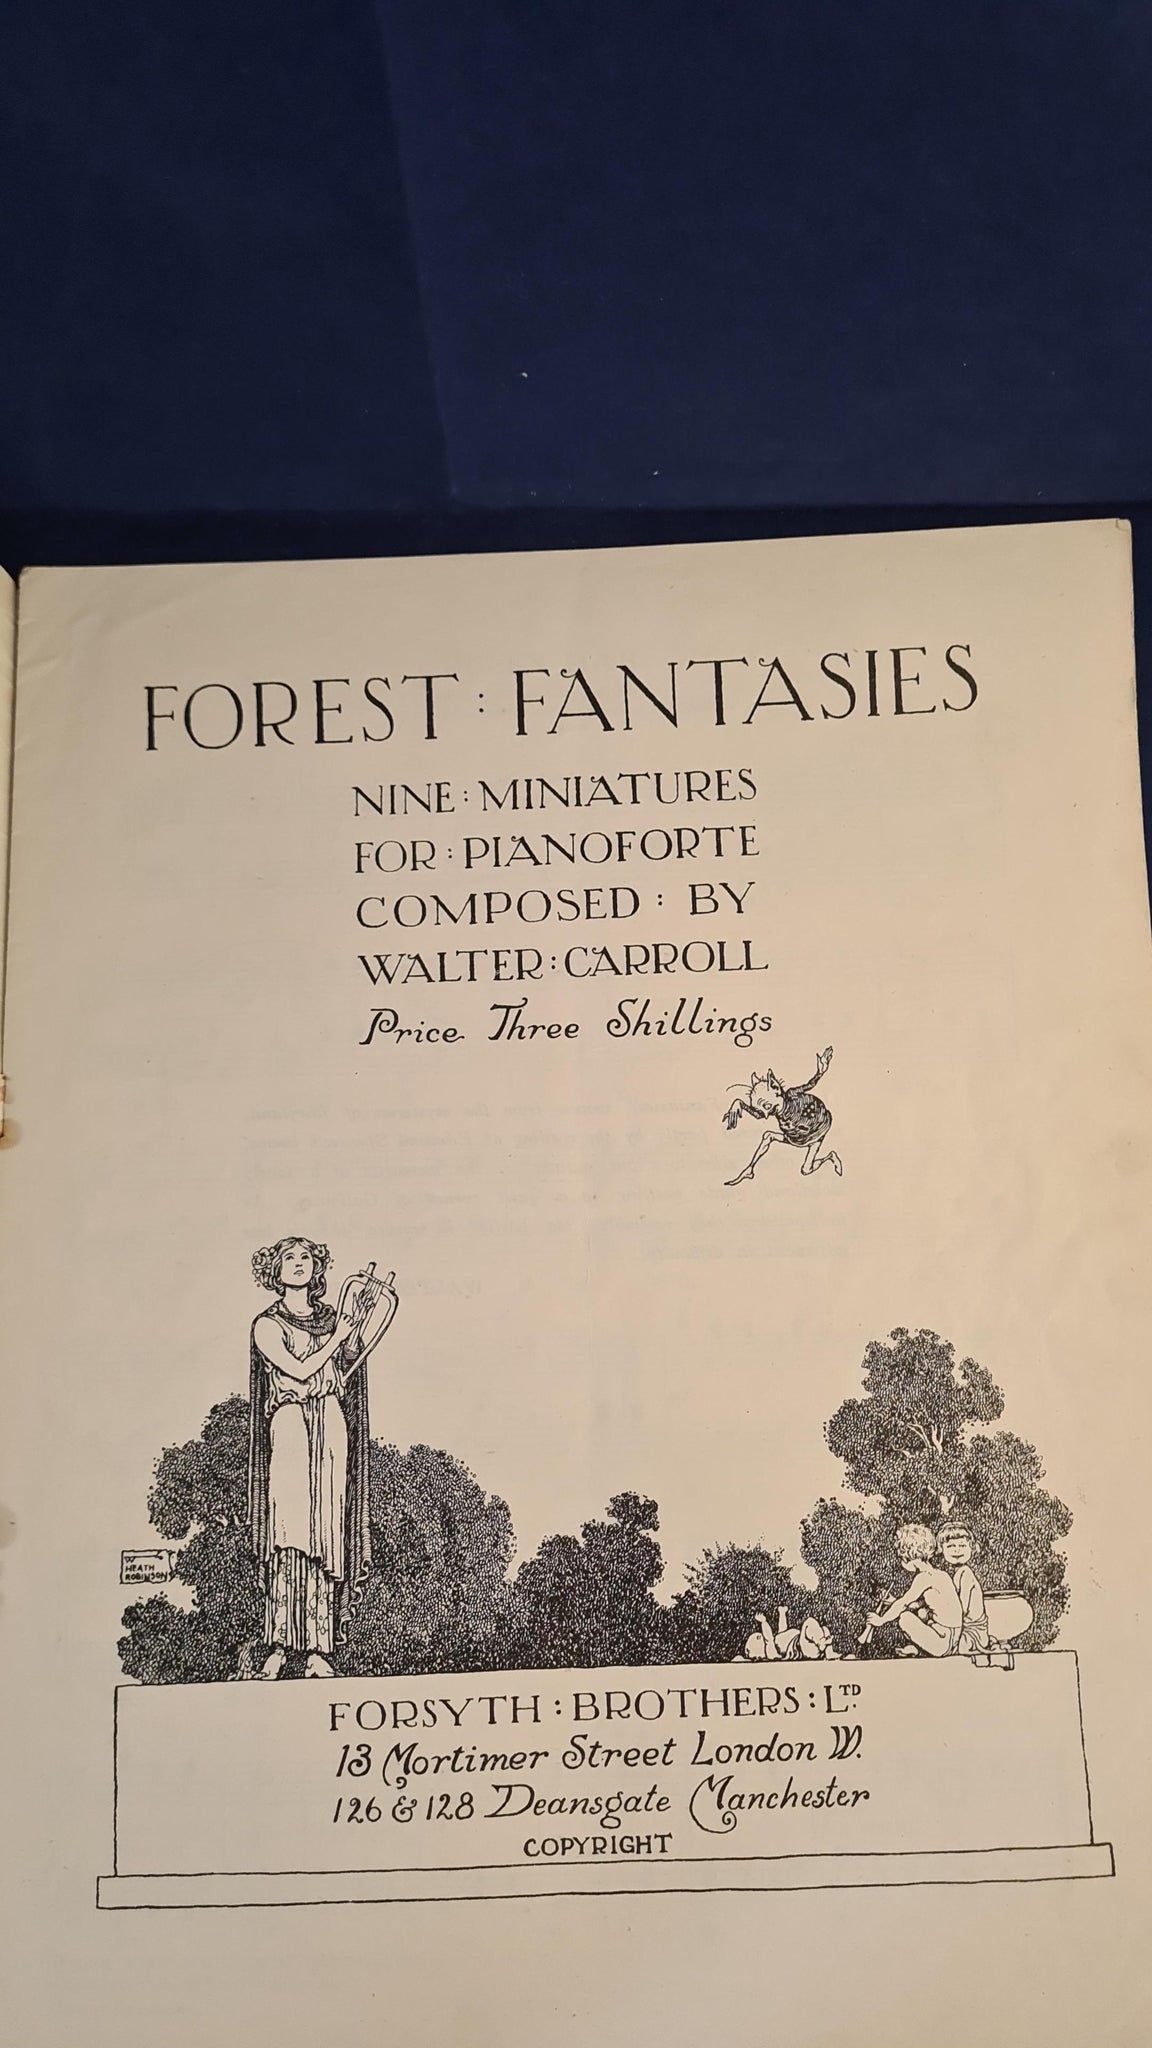 FOREST : FANTASIES
NINE : MINIATURES
FOR : PIANOFORTE
COMPOSED : BY
WALTER : CARROLL
Price Three Shillings
W
HEATH
ROBINSON
FORSYTH : BROTHERS : LTD
13 Mortimer Street London W.
126 & 128 Deansgate Manchester
COPYRIGHT